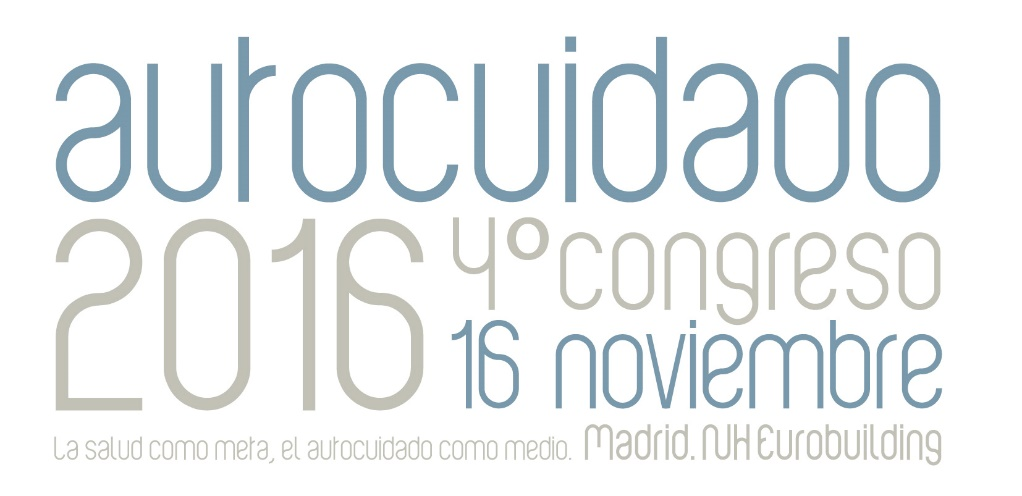 autocuidado
2016 4º congreso
16 noviembre
La salud como meta, el autocuidado como medio. Madrid. NH Eurobuilding